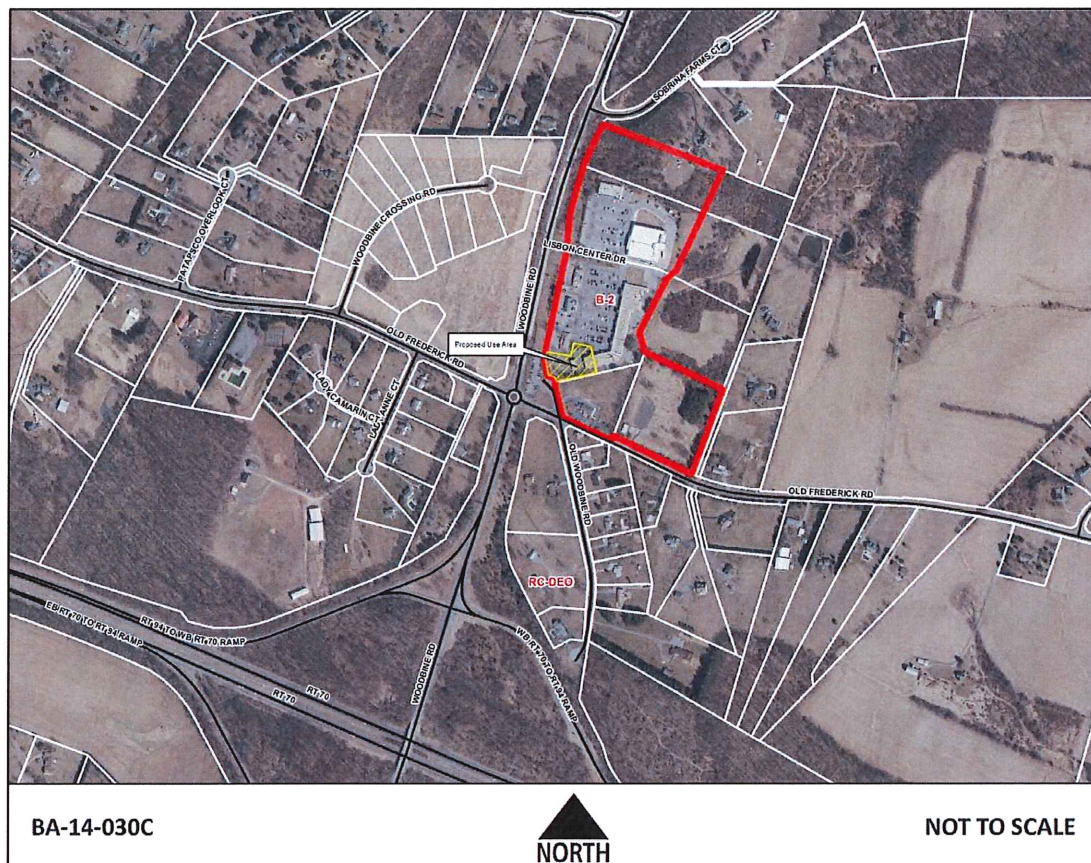 SOBRINA FARMS CT
PATAPSCO OVERLOOK CT
WOODBINE CROSSING RD
LISBON CENTER DR
WOODBINE RD
B-2
Proposed Use Area
OLD FREDERICK RD
LADY CAMARIN CT
LADY ANNE CT
OLD WOODBINE RD
OLD FREDERICK RD
RC-DEO
RT 94 TO WB RT 70 RAMP
EB RT 70 TO RT 94 RAMP
RT 70
RT 70
WOODBINE RD
WB RT 70 TO RT 94 RAMP
BA-14-030C
NORTH
NOT TO SCALE